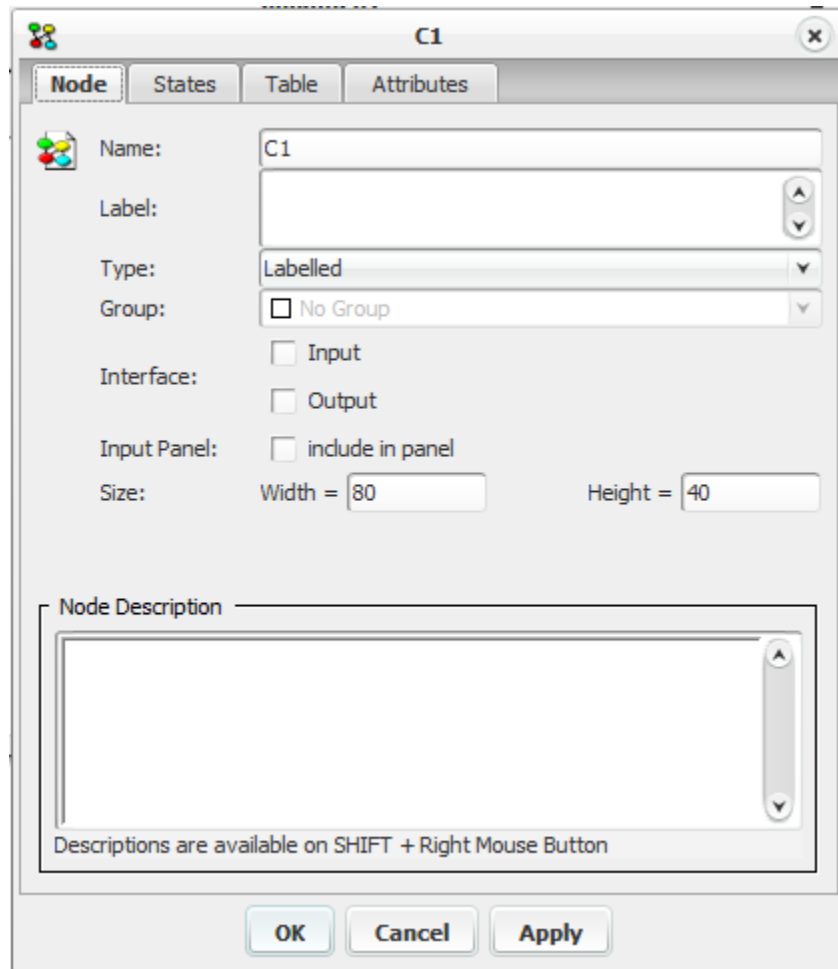 C1
Node States Table Attributes
Name: C1
Label:
Type: Labelled
Group: No Group
Interface: Input
Output
Input Panel: include in panel
Size: Width = 80 Height = 40
Node Description
Descriptions are available on SHIFT + Right Mouse Button
OK Cancel Apply